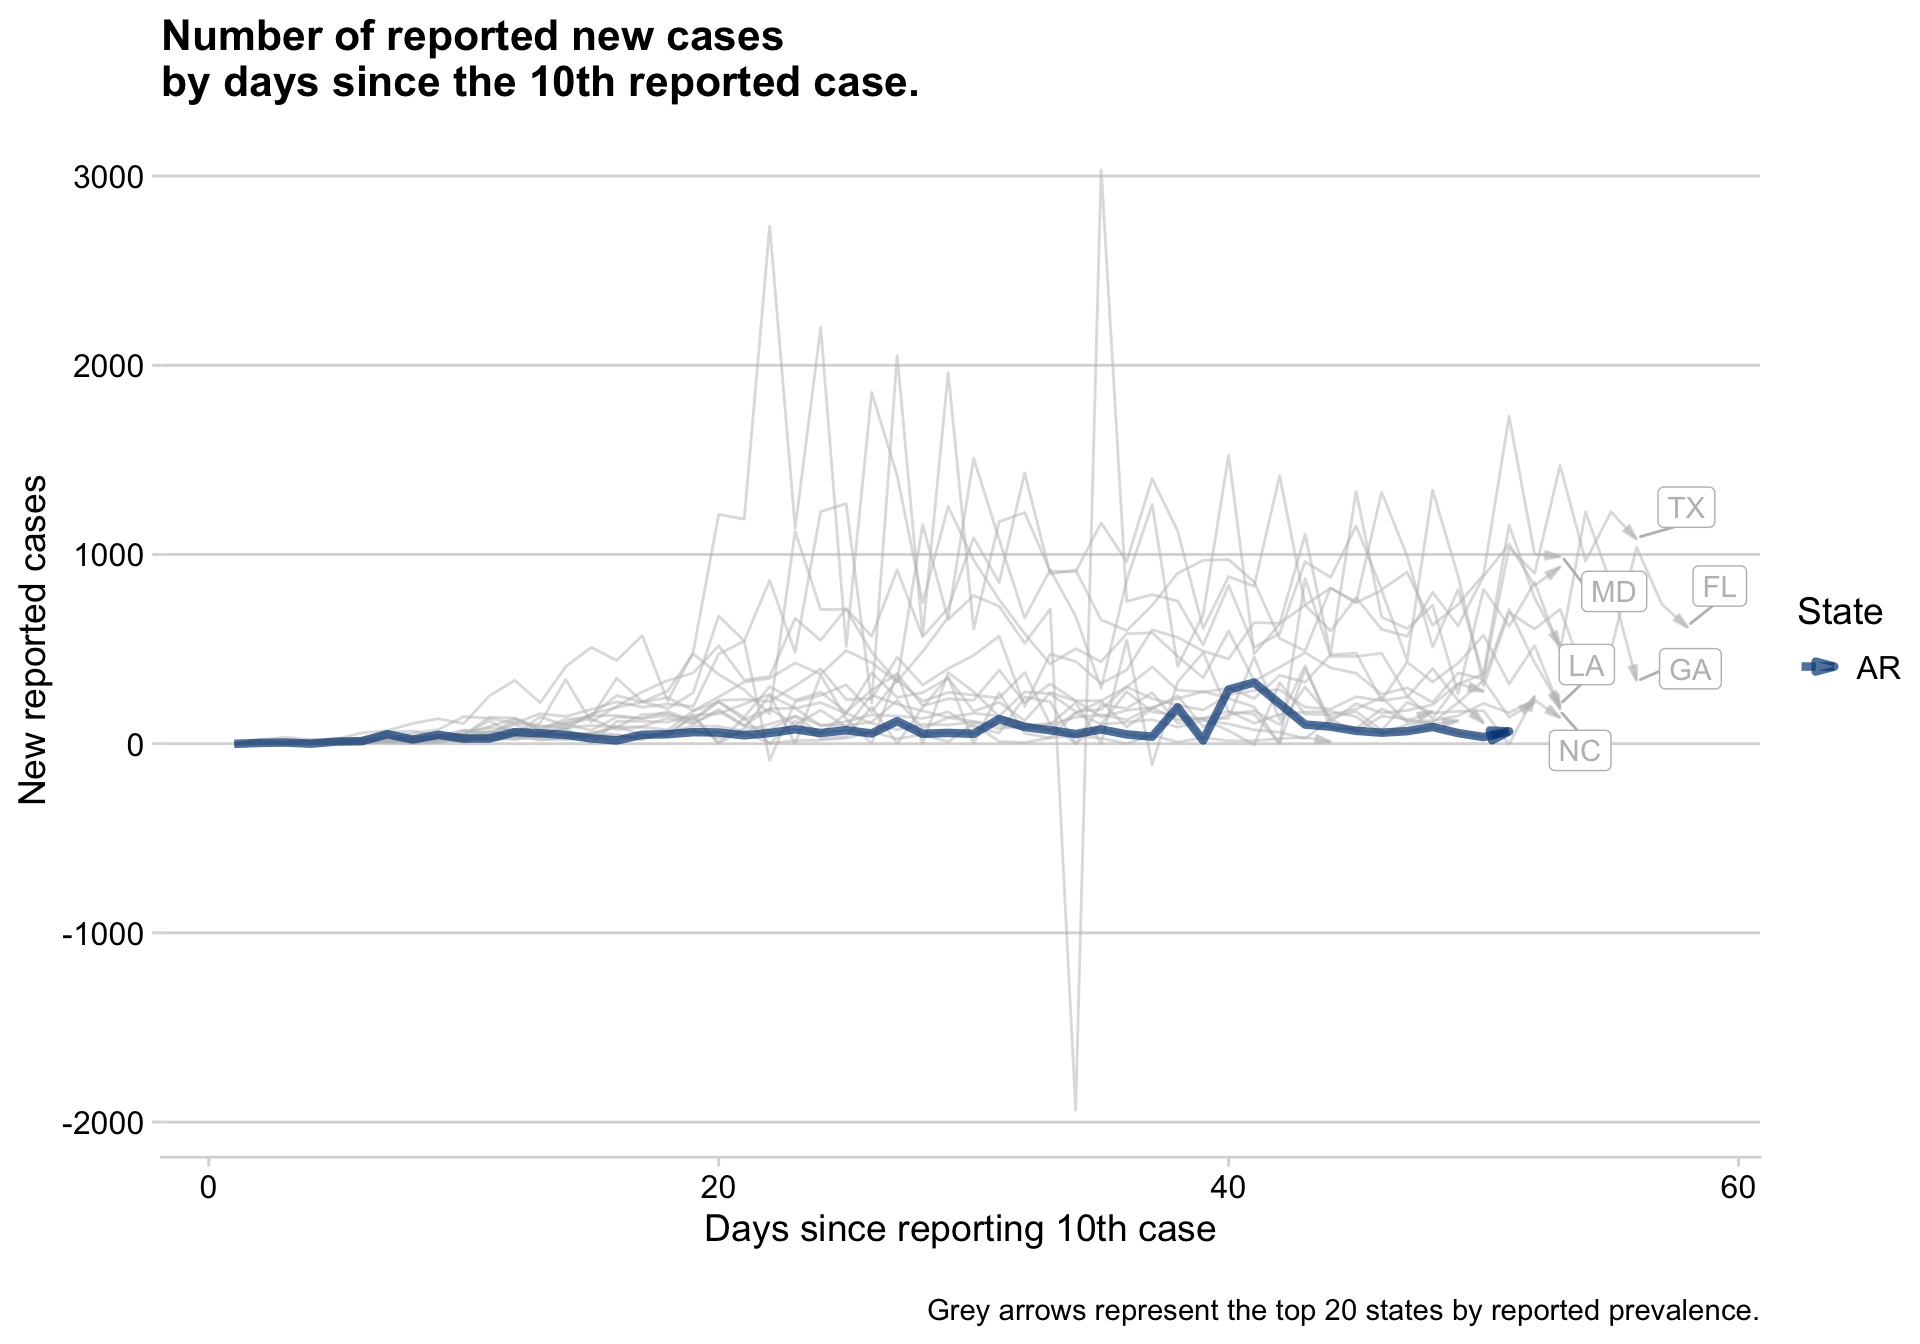 Number of reported new cases
by days since the 10th reported case.
New reported cases
3000
2000
1000
0
-1000
-2000
TX
MD
FL
LA
GA
NC
State
AR
0
20
40
60
Days since reporting 10th case
Grey arrows represent the top 20 states by reported prevalence.